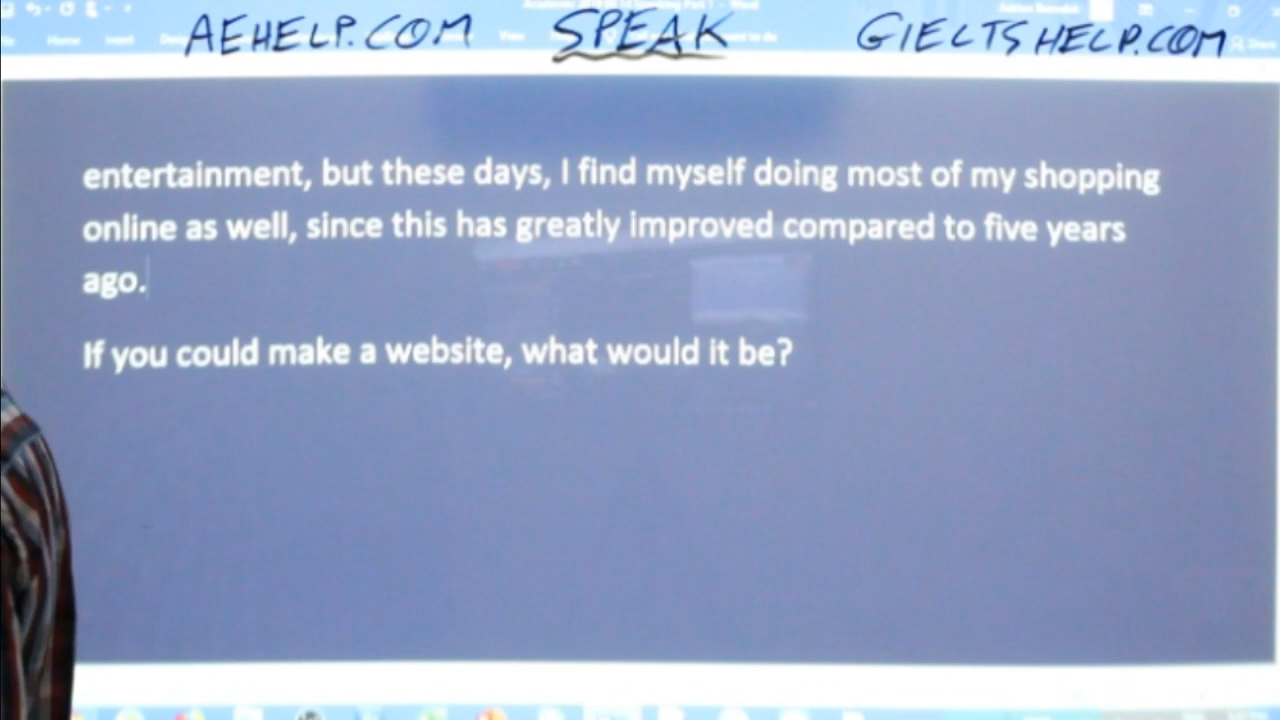 AEHELP.COM SPEAK GIELTSHELP.COM
Home Insert
entertainment, but these days, I find myself doing most of my shopping
online as well, since this has greatly improved compared to five years
ago.
If you could make a website, what would it be?